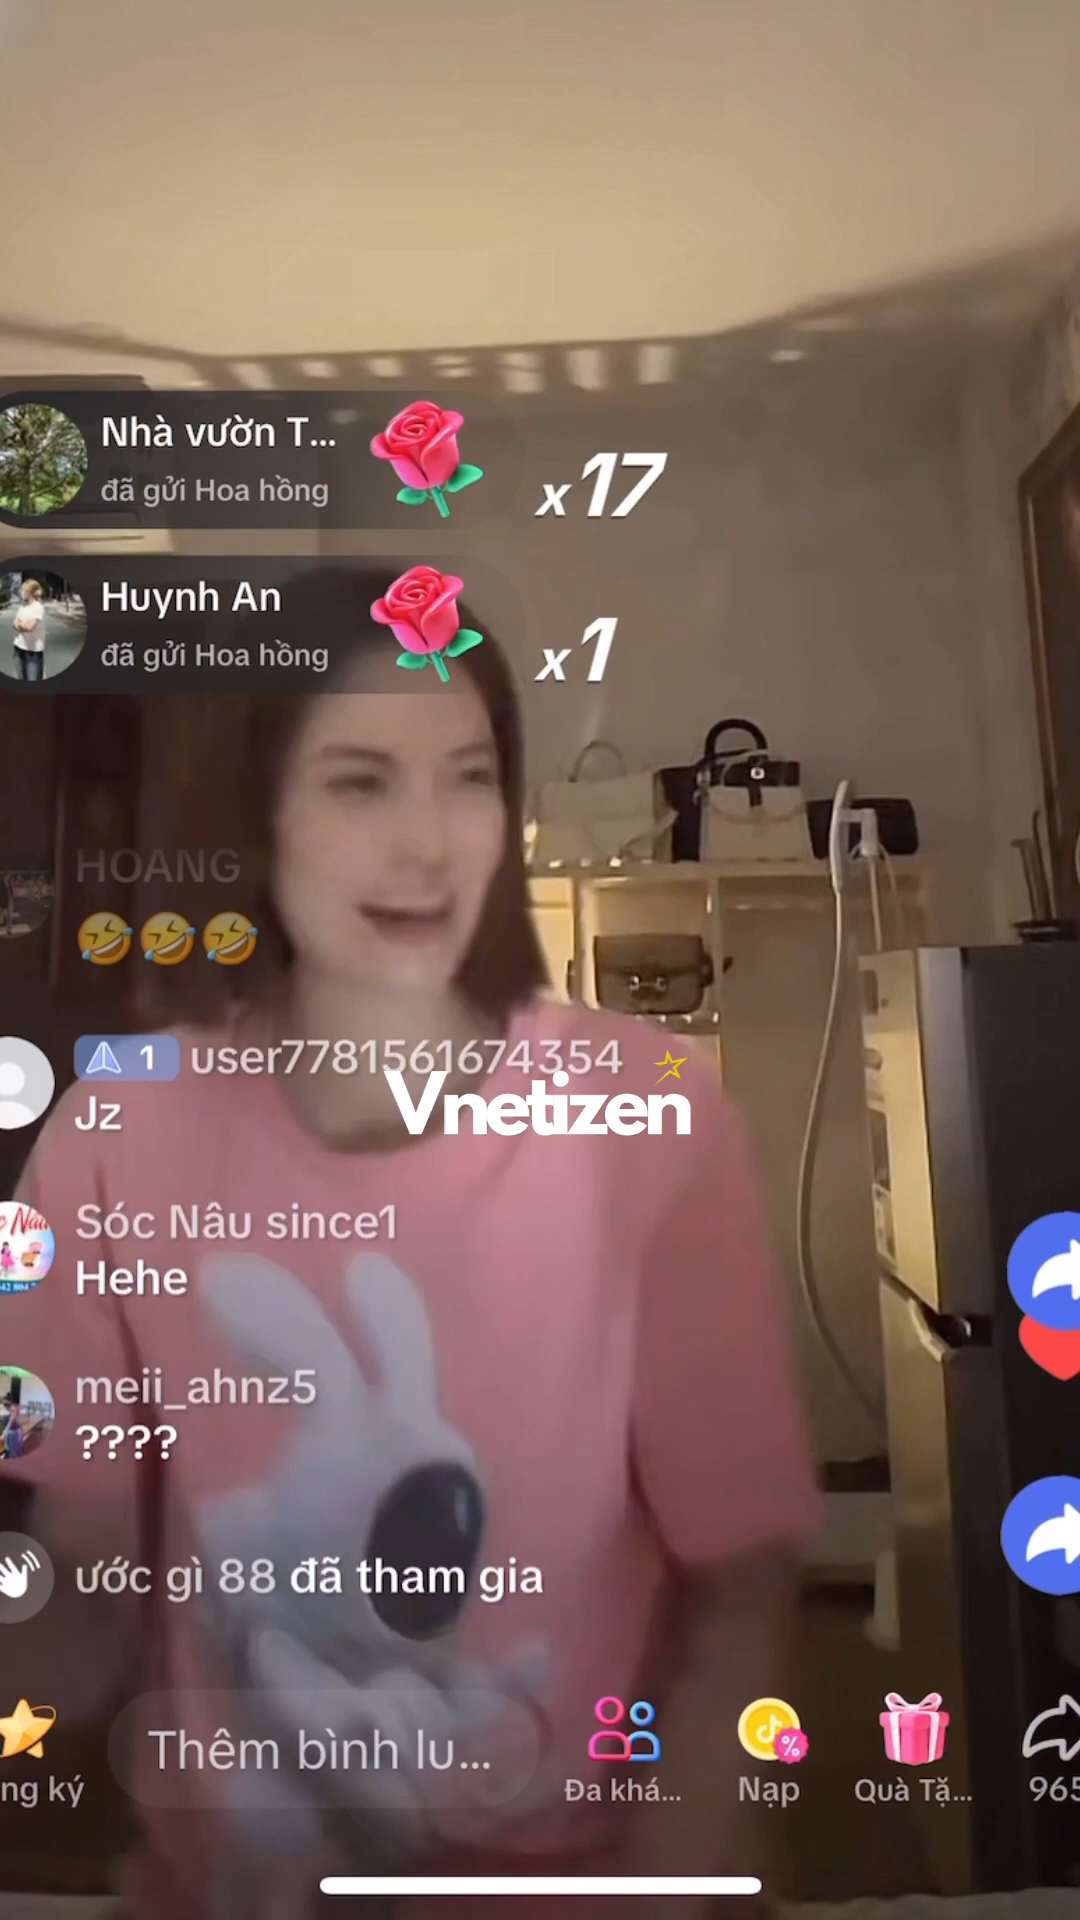 Nhà vườn T...
đã gửi Hoa hồng
x17
Huynh An
đã gửi Hoa hồng
x1
HOANG
🤣🤣🤣
1 user7781561674354
Jz
Vnetizen
Sóc Nâu since1
Hehe
meii_ahnz5
????
ước gì 88 đã tham gia
ng ký
Thêm bình lu...
Đa khá...
Nạp
Quà Tặ...
965